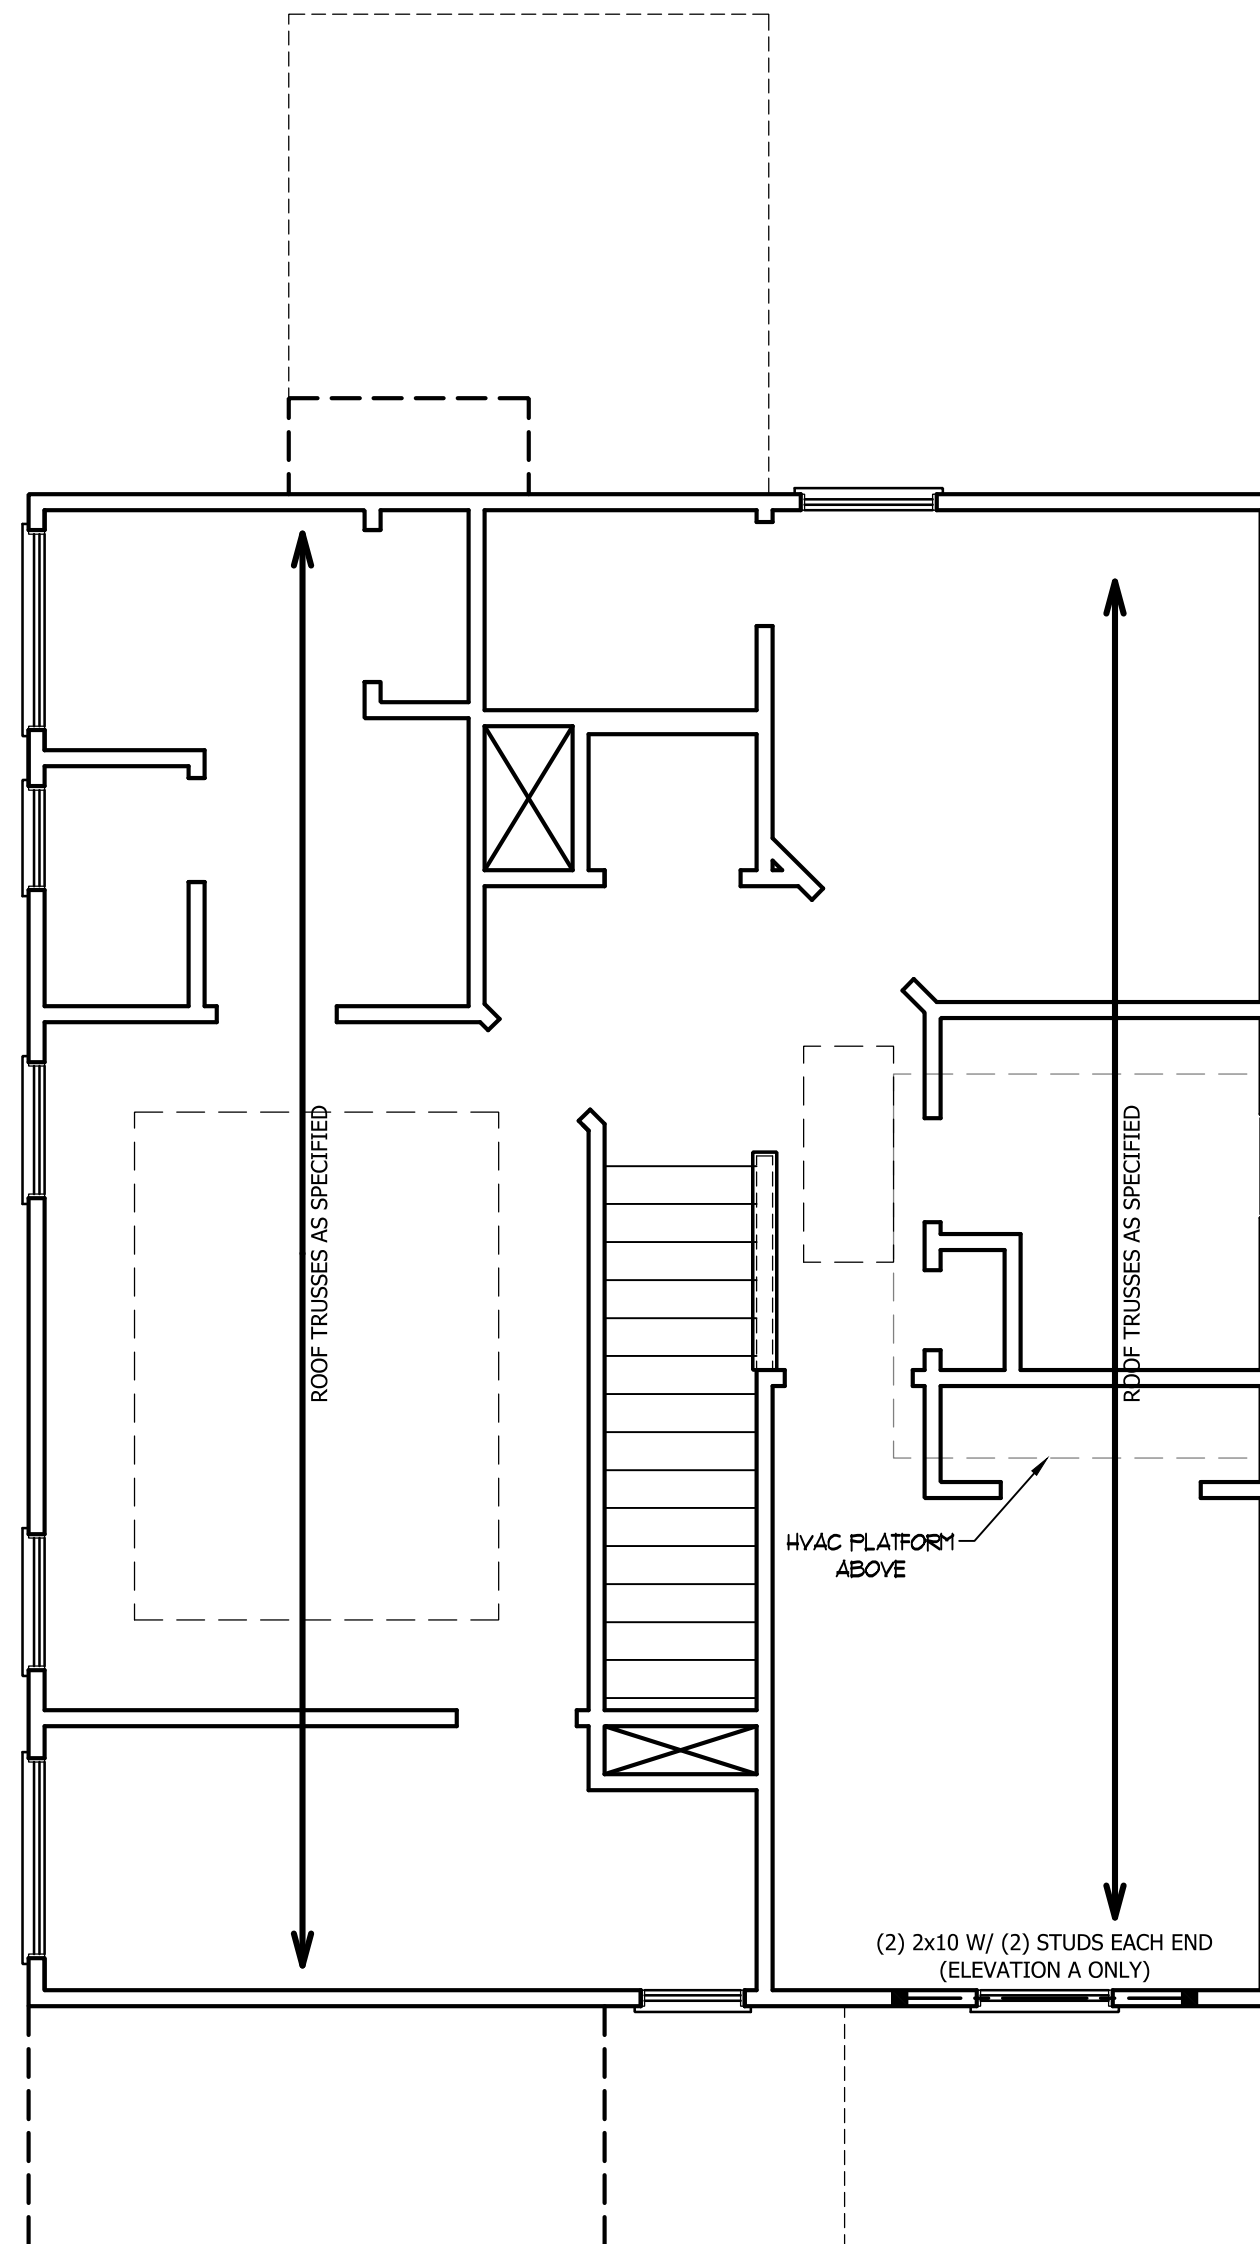 ROOF TRUSSES AS SPECIFIED
ROOF TRUSSES AS SPECIFIED
HVAC PLATFORM
ABOVE
(2) 2x10 W/ (2) STUDS EACH END
(ELEVATION A ONLY)